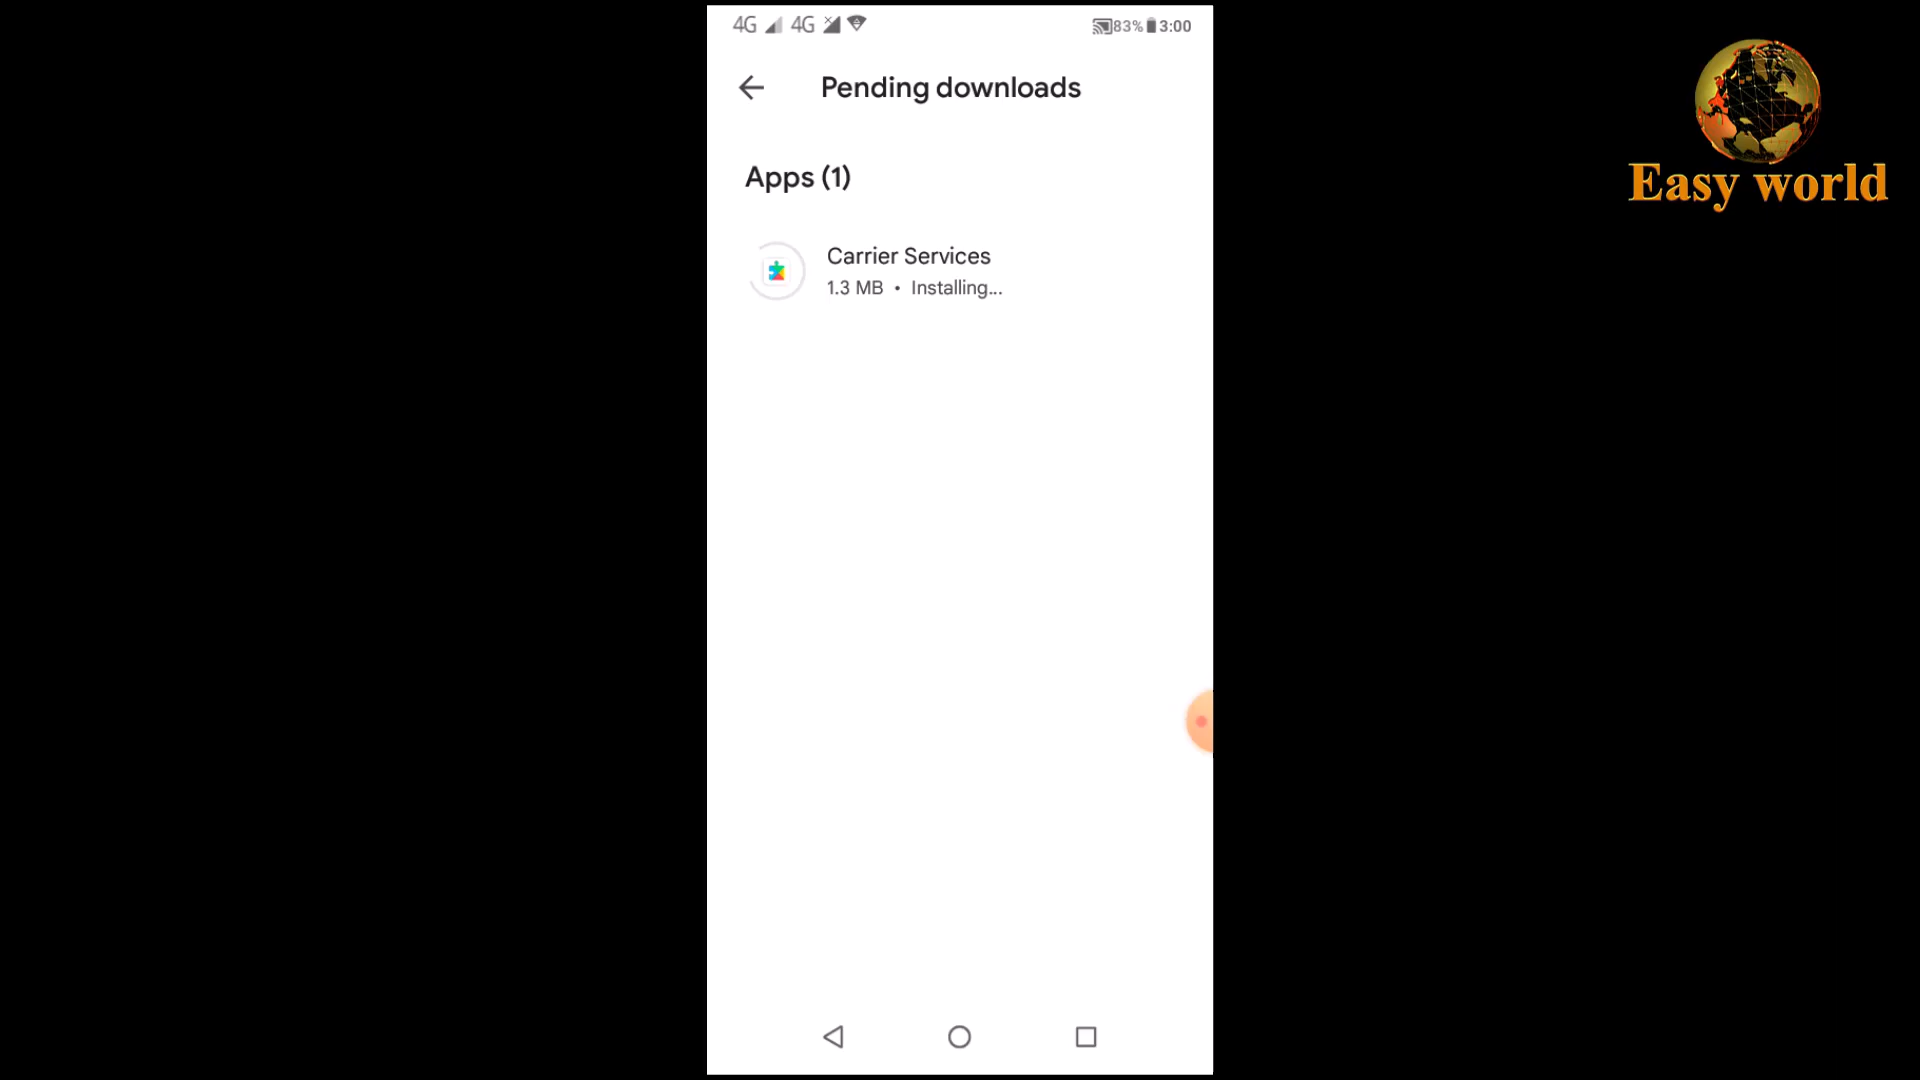 4G 4G 83% 3:00
Pending downloads
Apps (1)
Carrier Services
1.3 MB • Installing...
Easy world